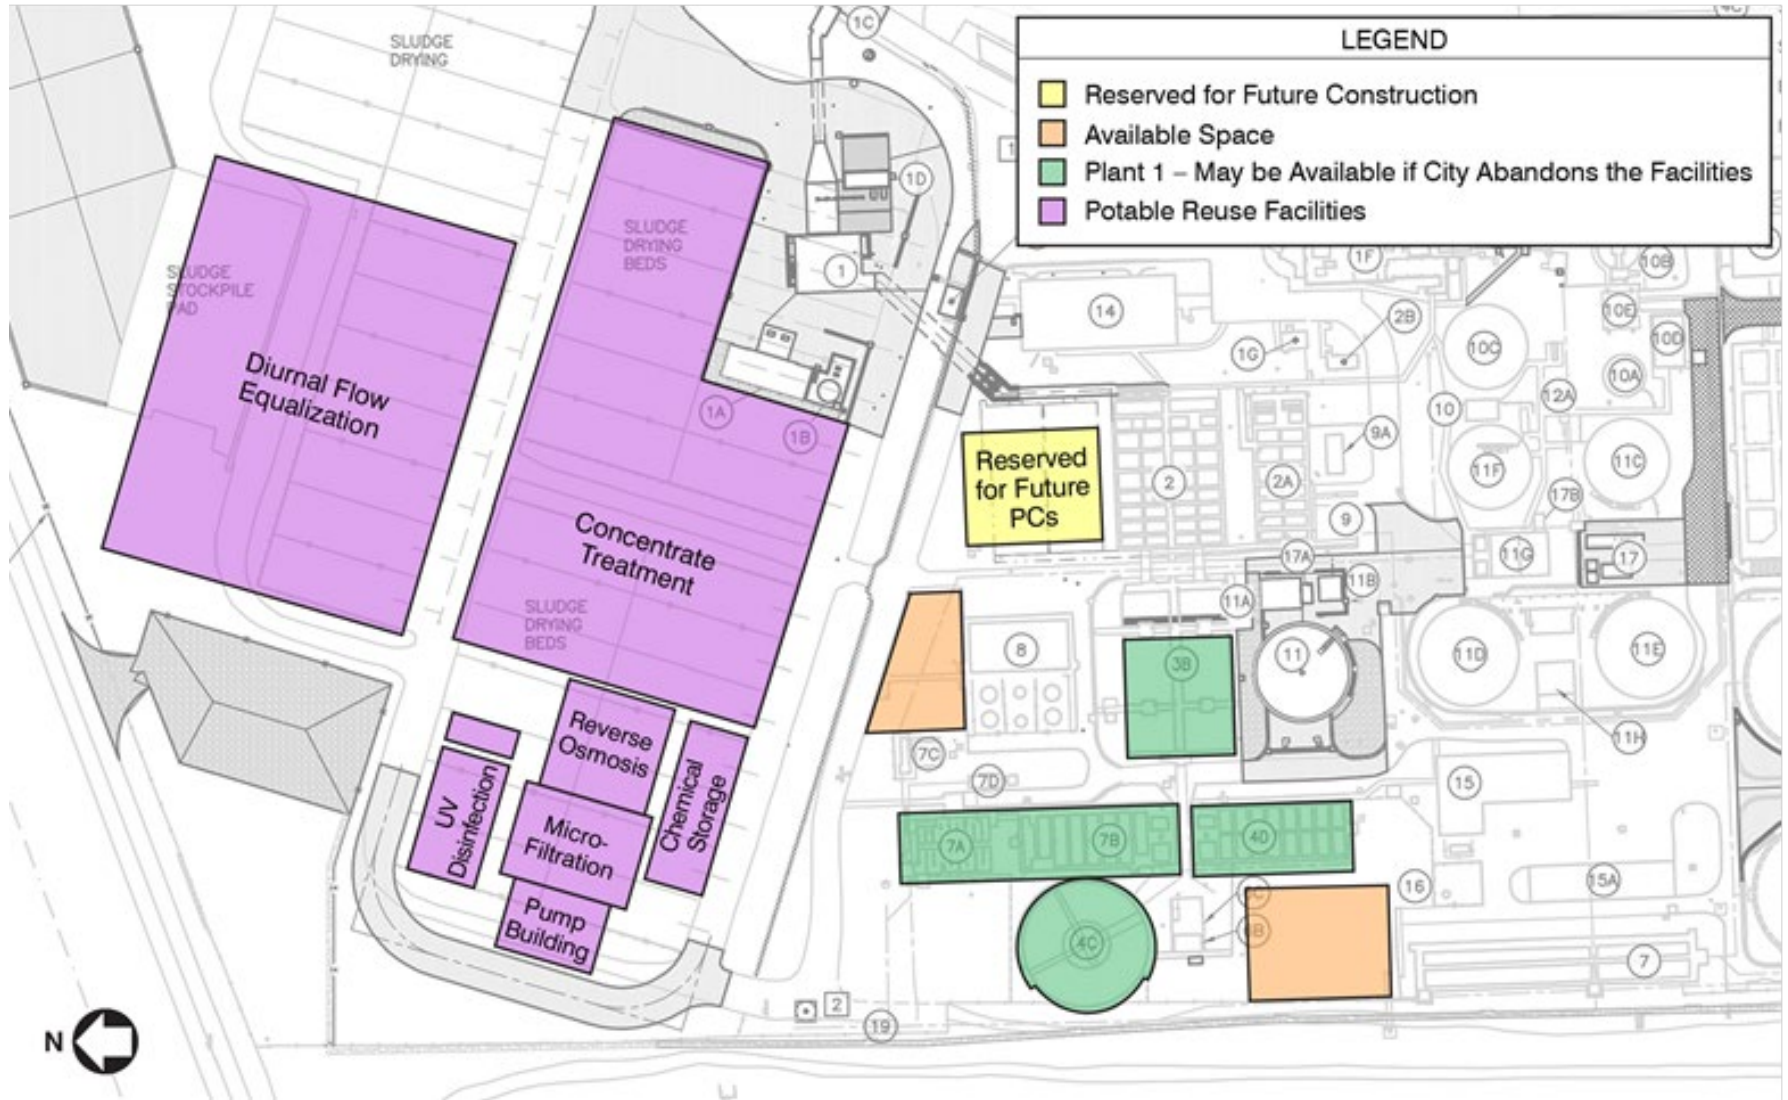 LEGEND
Reserved for Future Construction
Available Space
Plant 1 – May be Available if City Abandons the Facilities
Potable Reuse Facilities
SLUDGE
DRYING
1C
1D
SLUDGE
DRYING
BEDS
1
SLUDGE
STOCKPILE
PAD
Diurnal Flow
Equalization
1A
1B
Concentrate
Treatment
SLUDGE
DRYING
BEDS
14
1F
10B
2B
10E
1G
10C
10D
10A
12A
10
9A
Reserved
for Future
PCs
2
2A
11F
11C
17B
9
17A
11G
17
11B
11A
8
3B
11
11D
11E
11H
7C
7D
15
Reverse
Osmosis
UV
Disinfection
Chemical
Storage
Micro-
Filtration
Pump
Building
7A
7B
4D
16
15A
4C
6B
7
2
19
N